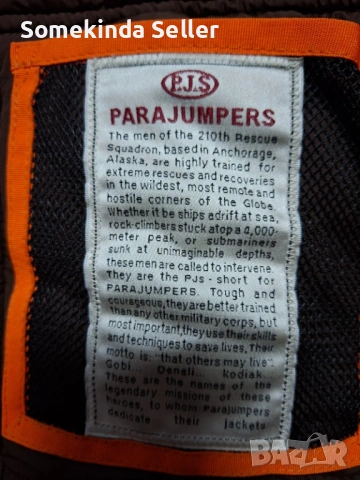 Somekinda Seller
P.J.S
PARAJUMPERS
The men of the 210th Rescue
Squadron, based in Anchorage,
Alaska, are highly trained for
extreme rescues and recoveries
in the wildest, most remote and
hostile corners of the Globe.
Whether it be ships adrift at sea,
rock-climbers stuck atop a 4,000-
meter peak, or submariners
sunk at unimaginable depths,
these men are called to intervene.
They are the PJs - short for
PARAJUMPERS. Tough and
courageous, they are better trained
than any other military corps, but
most important, they use their skills
and techniques to save lives. Their
motto is: "that others may live".
Gobi Denali Kodiak.
These are the names of the
legendary missions of these
heroes, to whom Parajumpers
dedicate their jackets
BAZAR